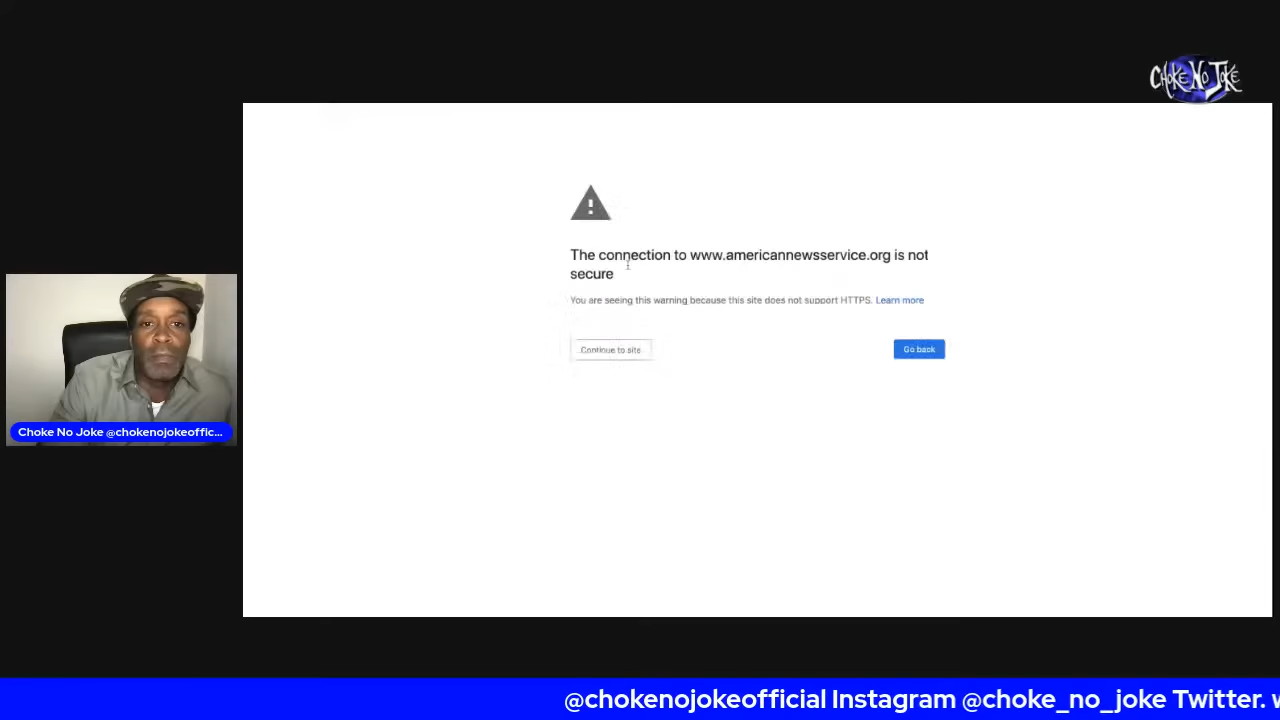 CHOKE NO JOKE
The connection to www.americannewsservice.org is not
secure
You are seeing this warning because this site does not support HTTPS. Learn more
Continue to site
Go back
Choke No Joke @chokenojokeoffic...
@chokenojokeofficial Instagram @choke_no_joke Twitter. w